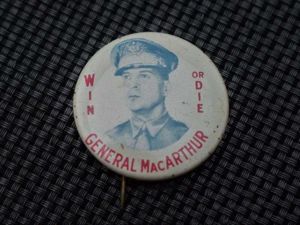 WIN
OR DIE
GENERAL MACARTHUR